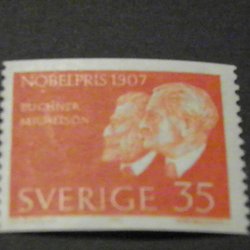 NOBELPRIS 1907
BUCHNER
MICHELSON
SVERIGE 35